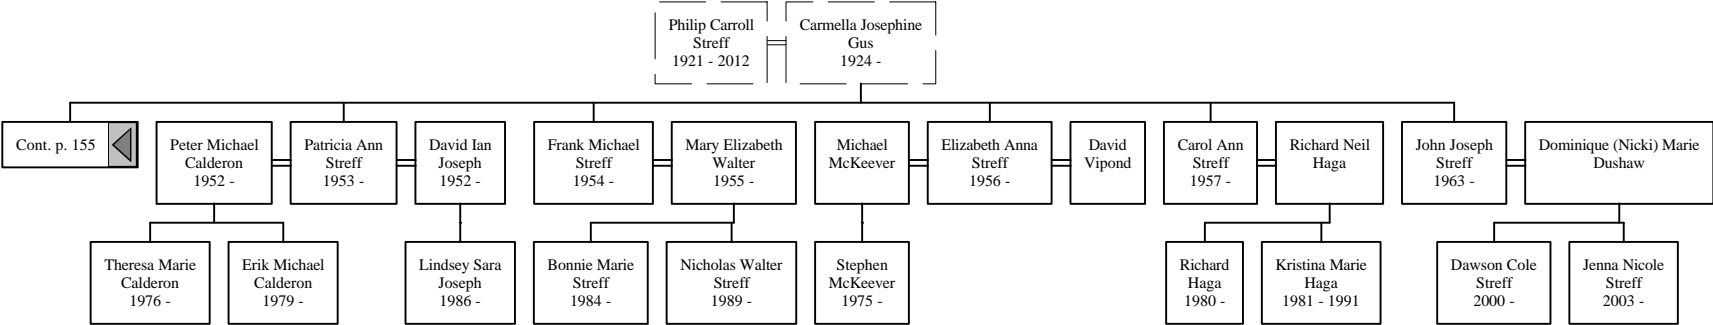 Philip Carroll
Streff
1921 - 2012
Carmella Josephine
Gus
1924 -
Cont. p. 155
Peter Michael
Calderon
1952 -
Patricia Ann
Streff
1953 -
David Ian
Joseph
1952 -
Frank Michael
Streff
1954 -
Mary Elizabeth
Walter
1955 -
Michael
McKeever
Elizabeth Anna
Streff
1956 -
David
Vipond
Carol Ann
Streff
1957 -
Richard Neil
Haga
John Joseph
Streff
1963 -
Dominique (Nicki) Marie
Dushaw
Theresa Marie
Calderon
1976 -
Erik Michael
Calderon
1979 -
Lindsey Sara
Joseph
1986 -
Bonnie Marie
Streff
1984 -
Nicholas Walter
Streff
1989 -
Stephen
McKeever
1975 -
Richard
Haga
1980 -
Kristina Marie
Haga
1981 - 1991
Dawson Cole
Streff
2000 -
Jenna Nicole
Streff
2003 -